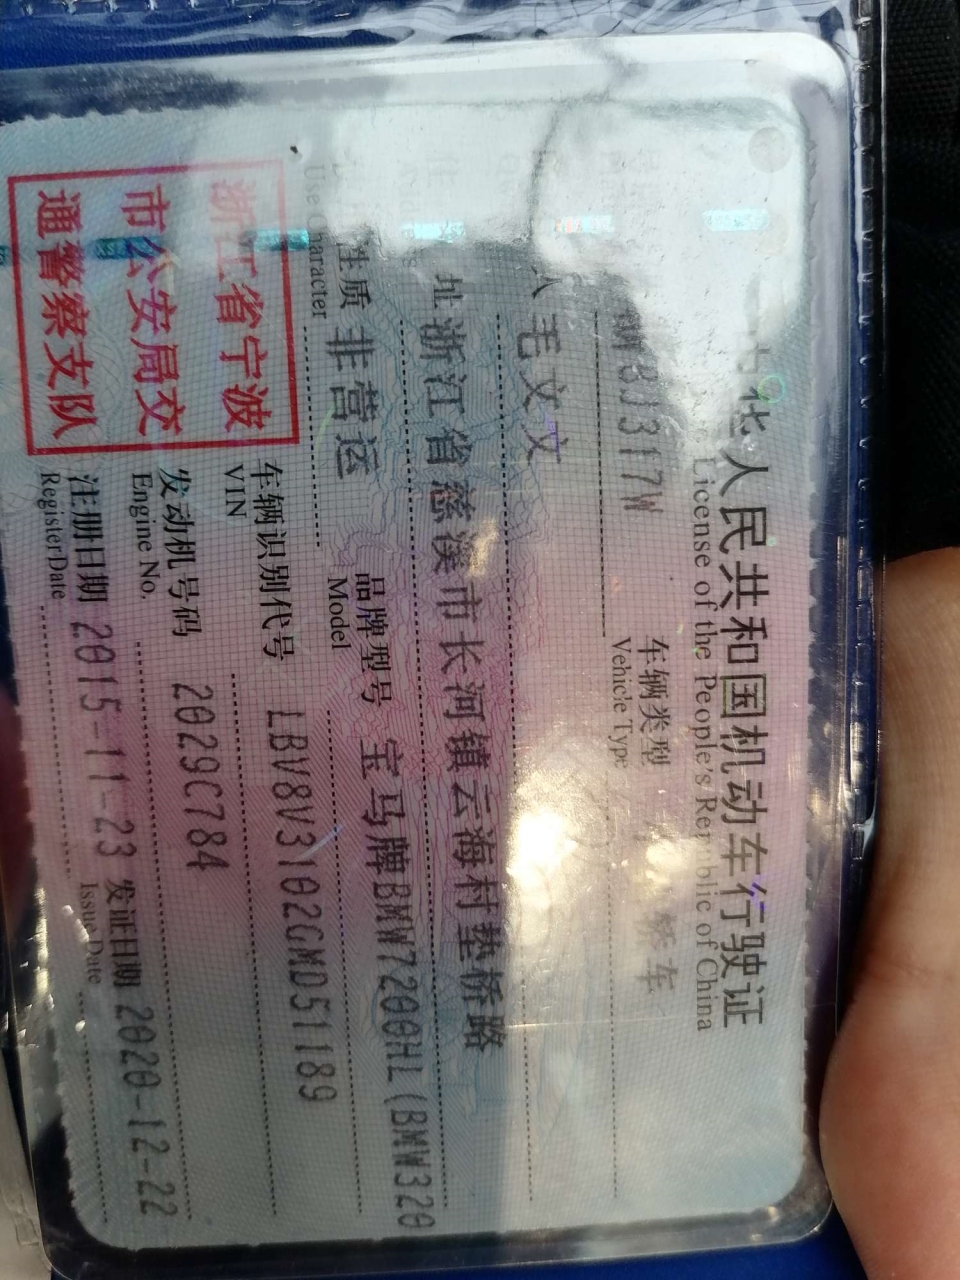 华人民共和国机动车行驶证
License of the People's Republic of China
J317W 车辆类型 轿车
Vehicle Type
人 毛文文
址 浙江省慈溪市长河镇云海村垫桥路
性质 非营运 品牌型号 宝马牌BMW7200HL(BMW320
Use Character Model
浙江省宁波
市公安局交
通警察支队
车辆识别代号 LBV8V3102GMD51189
VIN
发动机号码 2029C784
Engine No.
注册日期 2015-11-23 发证日期 2020-12-22
Register Date Issue Date